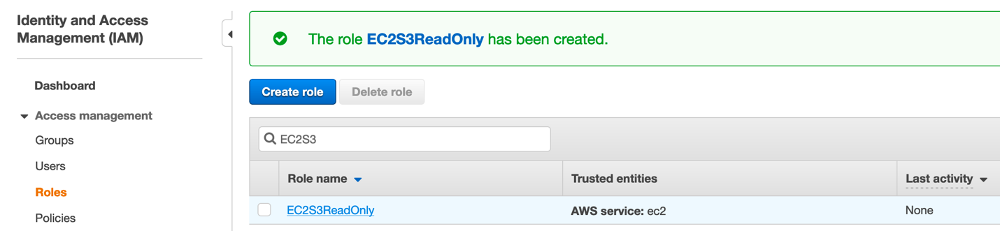 Identity and Access
Management (IAM)
Dashboard
Access management
Groups
Users
Roles
Policies
The role EC2S3ReadOnly has been created.
Create role Delete role
EC2S3
Role name Trusted entities Last activity
EC2S3ReadOnly AWS service: ec2 None